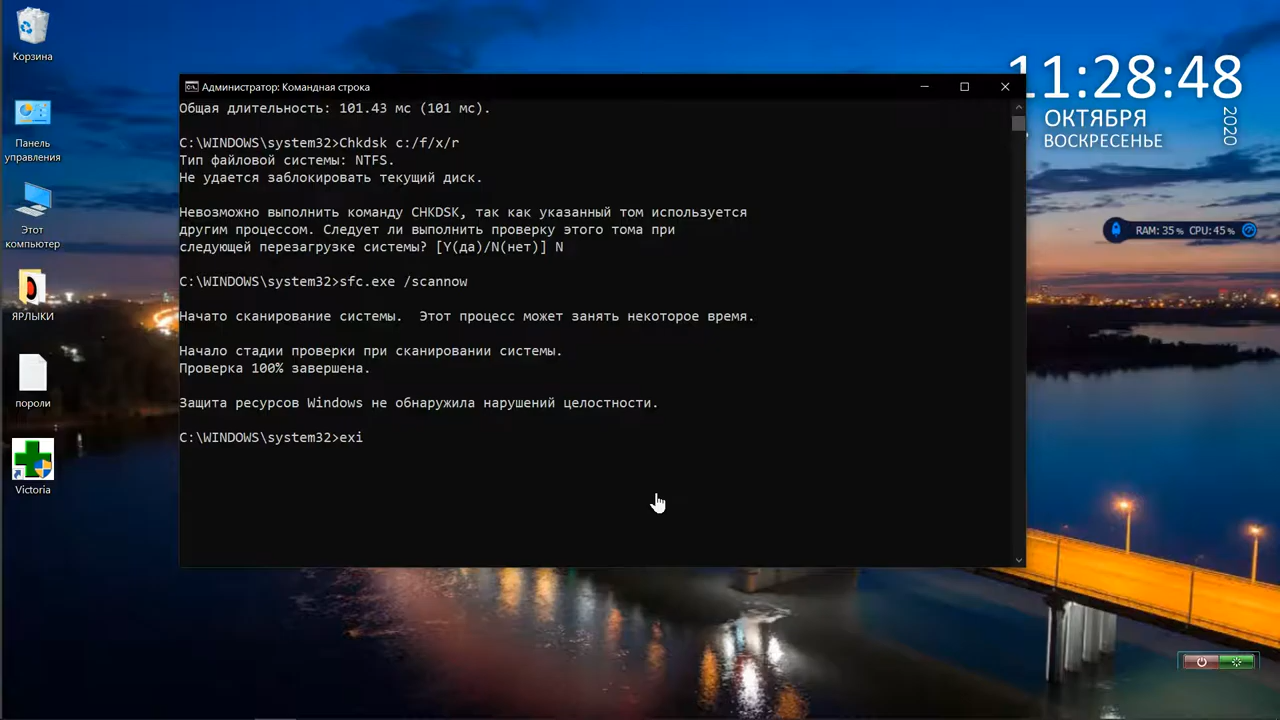 Корзина
Панель
управления
Этот
компьютер
ЯРЛЫКИ
пороли
Victoria
Администратор: Командная строка
Общая длительность: 101.43 мс (101 мс).
C:\WINDOWS\system32>Chkdsk c:/f/x/r
Тип файловой системы: NTFS.
Не удается заблокировать текущий диск.
Невозможно выполнить команду CHKDSK, так как указанный том используется
другим процессом. Следует ли выполнить проверку этого тома при
следующей перезагрузке системы? [Y(да)/N(нет)] N
C:\WINDOWS\system32>sfc.exe /scannow
Начато сканирование системы.  Этот процесс может занять некоторое время.
Начало стадии проверки при сканировании системы.
Проверка 100% завершена.
Защита ресурсов Windows не обнаружила нарушений целостности.
C:\WINDOWS\system32>exi
11:28:48
ОКТЯБРЯ
ВОСКРЕСЕНЬЕ
2020
RAM: 35% CPU: 45%